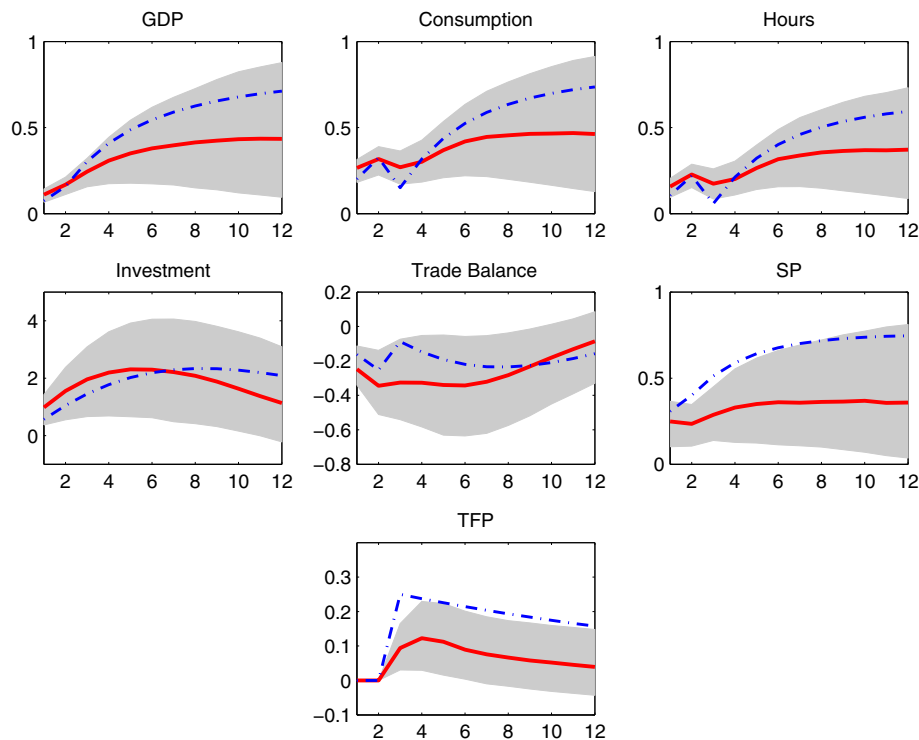 GDP
Consumption
Hours
1
0.5
0
2 4 6 8 10 12
1
0.5
0
2 4 6 8 10 12
1
0.5
0
2 4 6 8 10 12
Investment
Trade Balance
SP
4
2
0
2 4 6 8 10 12
0.2
0
−0.2
−0.4
−0.6
−0.8
2 4 6 8 10 12
1
0.5
0
2 4 6 8 10 12
TFP
0.3
0.2
0.1
0
−0.1
2 4 6 8 10 12